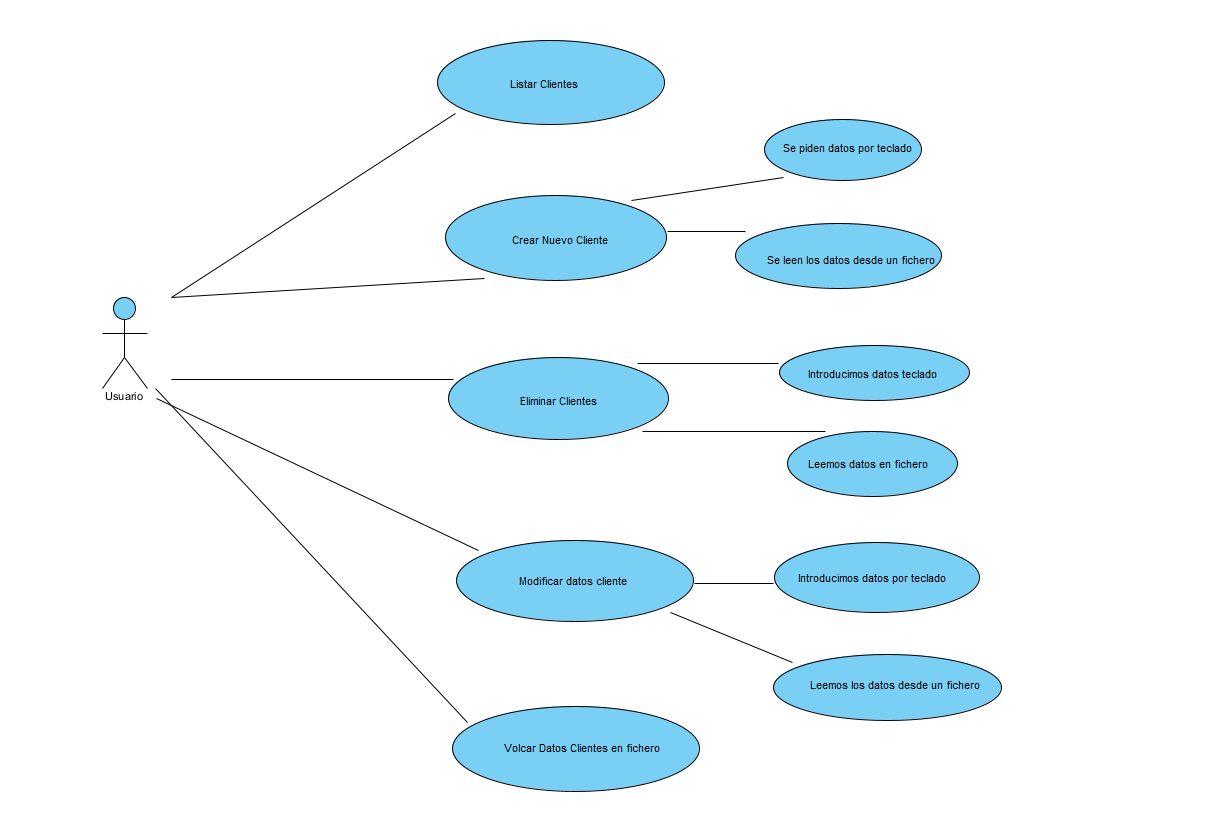 Listar Clientes
Se piden datos por teclado
Crear Nuevo Cliente
Se leen los datos desde un fichero
Usuario
Introducimos datos teclado
Eliminar Clientes
Leemos datos en fichero
Modificar datos cliente
Introducimos datos por teclado
Leemos los datos desde un fichero
Volcar Datos Clientes en fichero